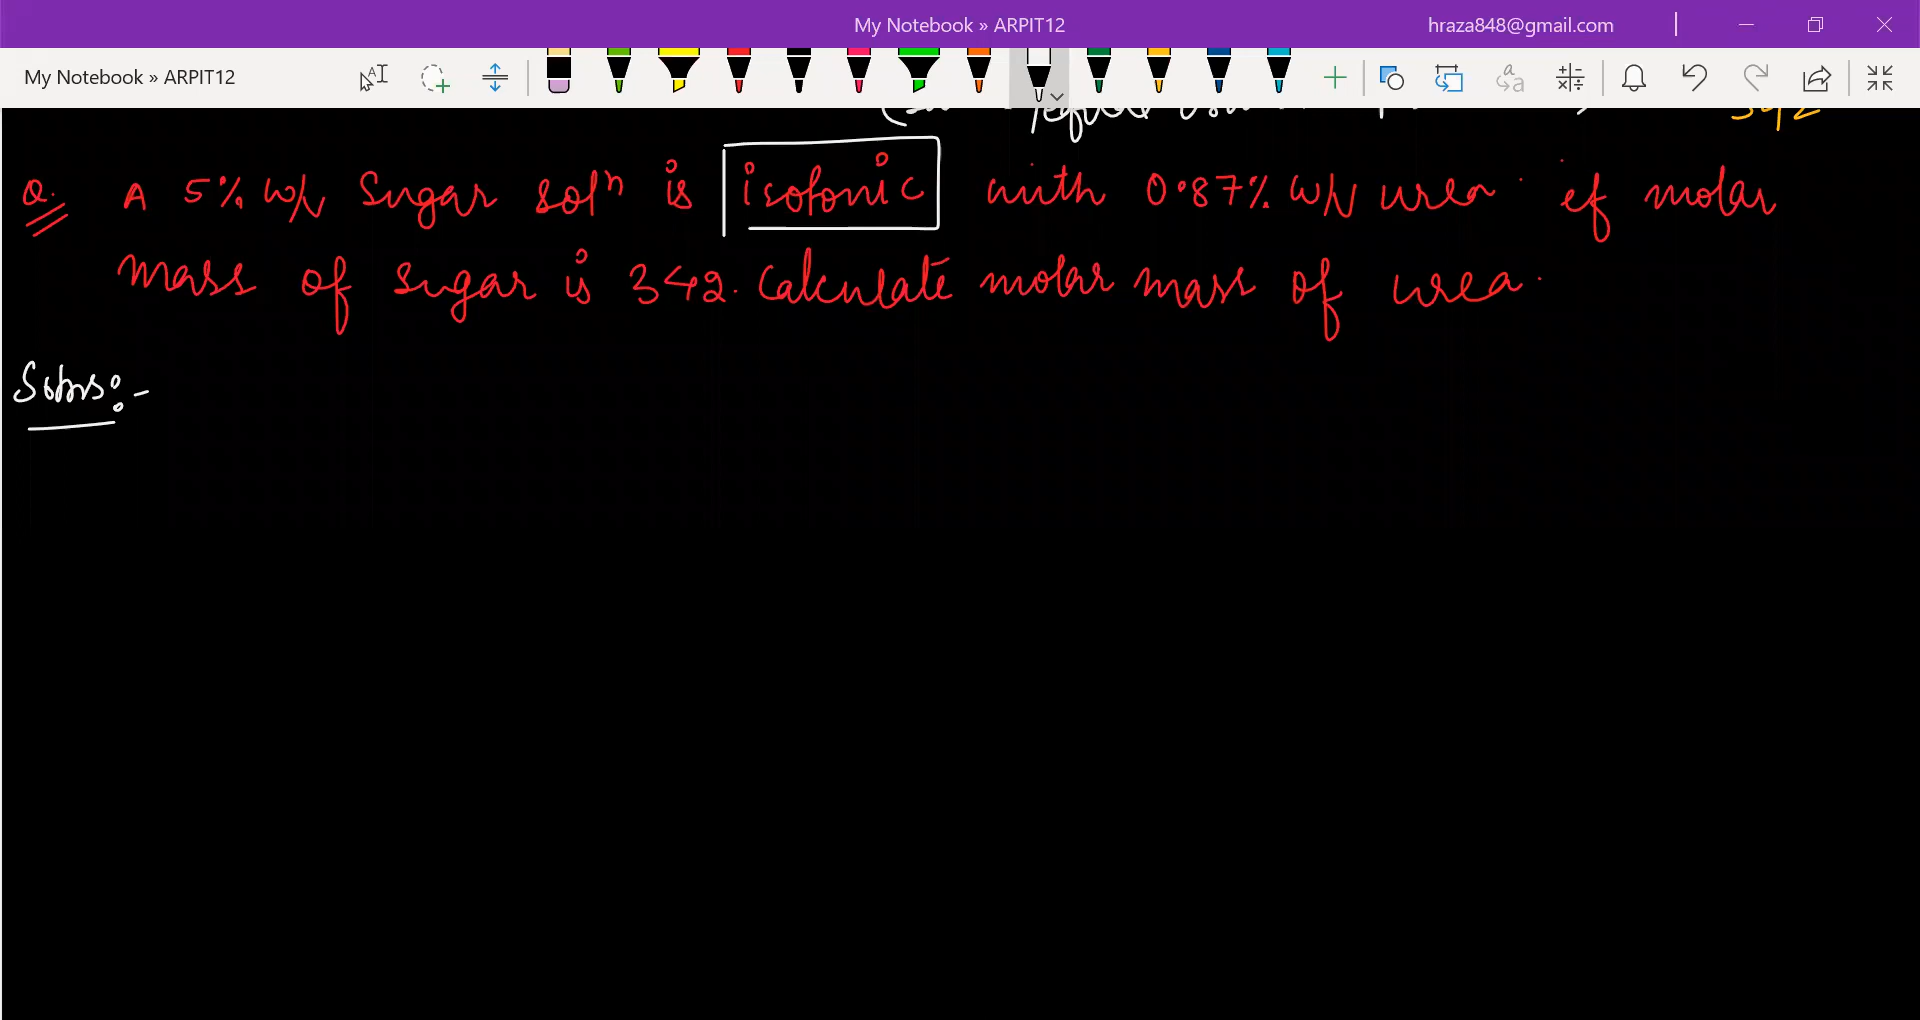 My Notebook » ARPIT12
hraza848@gmail.com
My Notebook » ARPIT12
Q. A 5% w/v Sugar solⁿ is isotonic with 0.87% w/v urea. if molar
mass of sugar is 342. Calculate molar mass of urea.
Solns:-